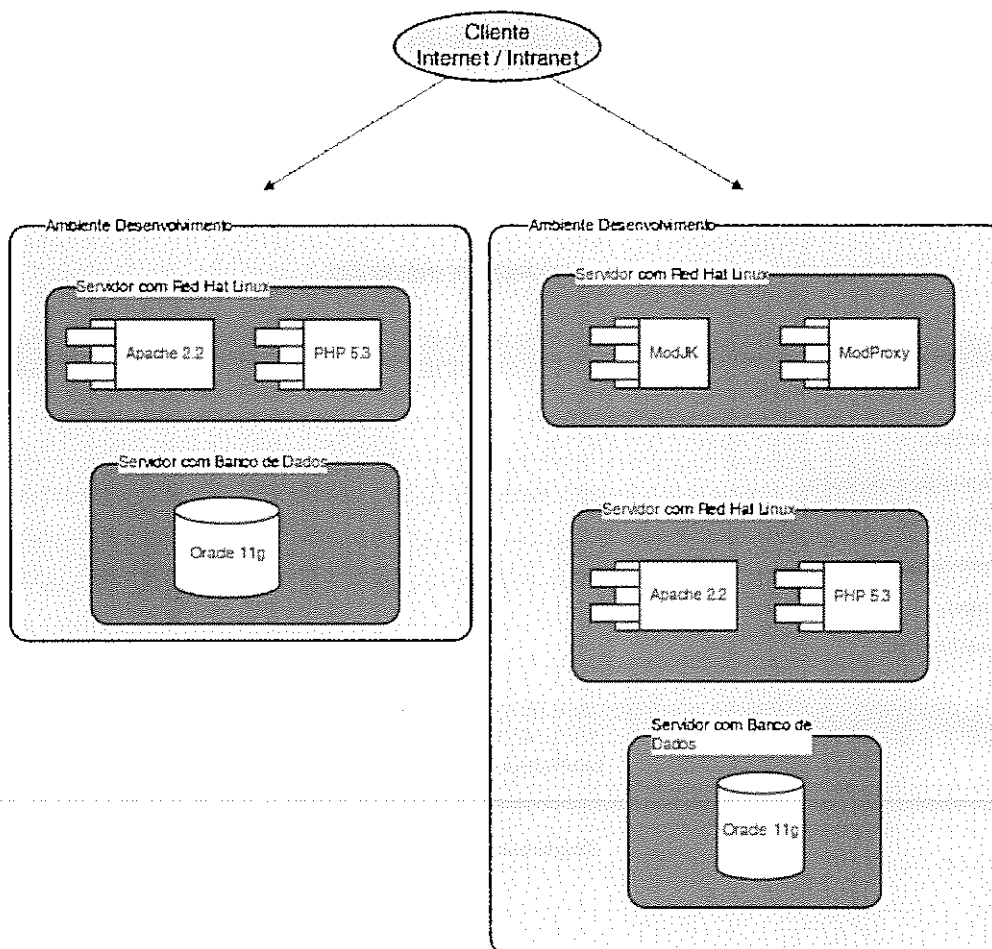 Cliente
Internet / Intranet
Ambiente Desenvolvimento
Servidor com Red Hat Linux
Apache 2.2
PHP 5.3
Servidor com Banco de Dados
Oracle 11g
Ambiente Desenvolvimento
Servidor com Red Hat Linux
ModJK
ModProxy
Servidor com Red Hat Linux
Apache 2.2
PHP 5.3
Servidor com Banco de
Dados
Oracle 11g